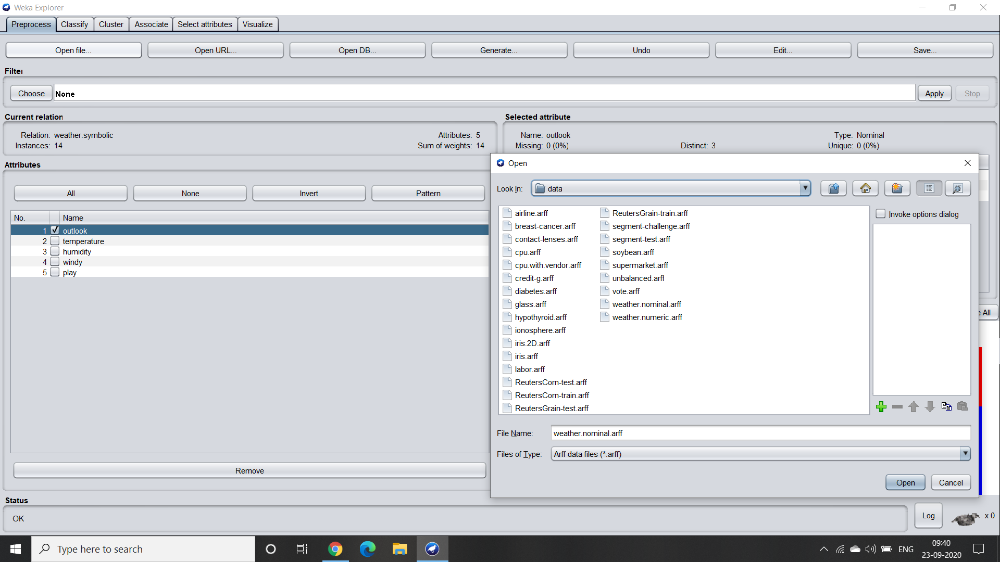 Weka Explorer
Preprocess Classify Cluster Associate Select attributes Visualize
Open file... Open URL... Open DB... Generate... Undo Edit... Save...
Filter
Choose None Apply Stop
Current relation
Relation: weather.symbolic Attributes: 5
Instances: 14 Sum of weights: 14
Selected attribute
Name: outlook Type: Nominal
Missing: 0 (0%) Distinct: 3 Unique: 0 (0%)
Attributes
All None Invert Pattern
No. Name
1 outlook
2 temperature
3 humidity
4 windy
5 play
Remove
Open
Look In: data
airline.arff
breast-cancer.arff
contact-lenses.arff
cpu.arff
cpu.with.vendor.arff
credit-g.arff
diabetes.arff
glass.arff
hypothyroid.arff
ionosphere.arff
iris.2D.arff
iris.arff
labor.arff
ReutersCorn-test.arff
ReutersCorn-train.arff
ReutersGrain-test.arff
ReutersGrain-train.arff
segment-challenge.arff
segment-test.arff
soybean.arff
supermarket.arff
unbalanced.arff
vote.arff
weather.nominal.arff
weather.numeric.arff
Invoke options dialog
File Name: weather.nominal.arff
Files of Type: Arff data files (*.arff)
Open Cancel
All
Status
OK
Log x 0
Type here to search
ENG
09:40
23-09-2020